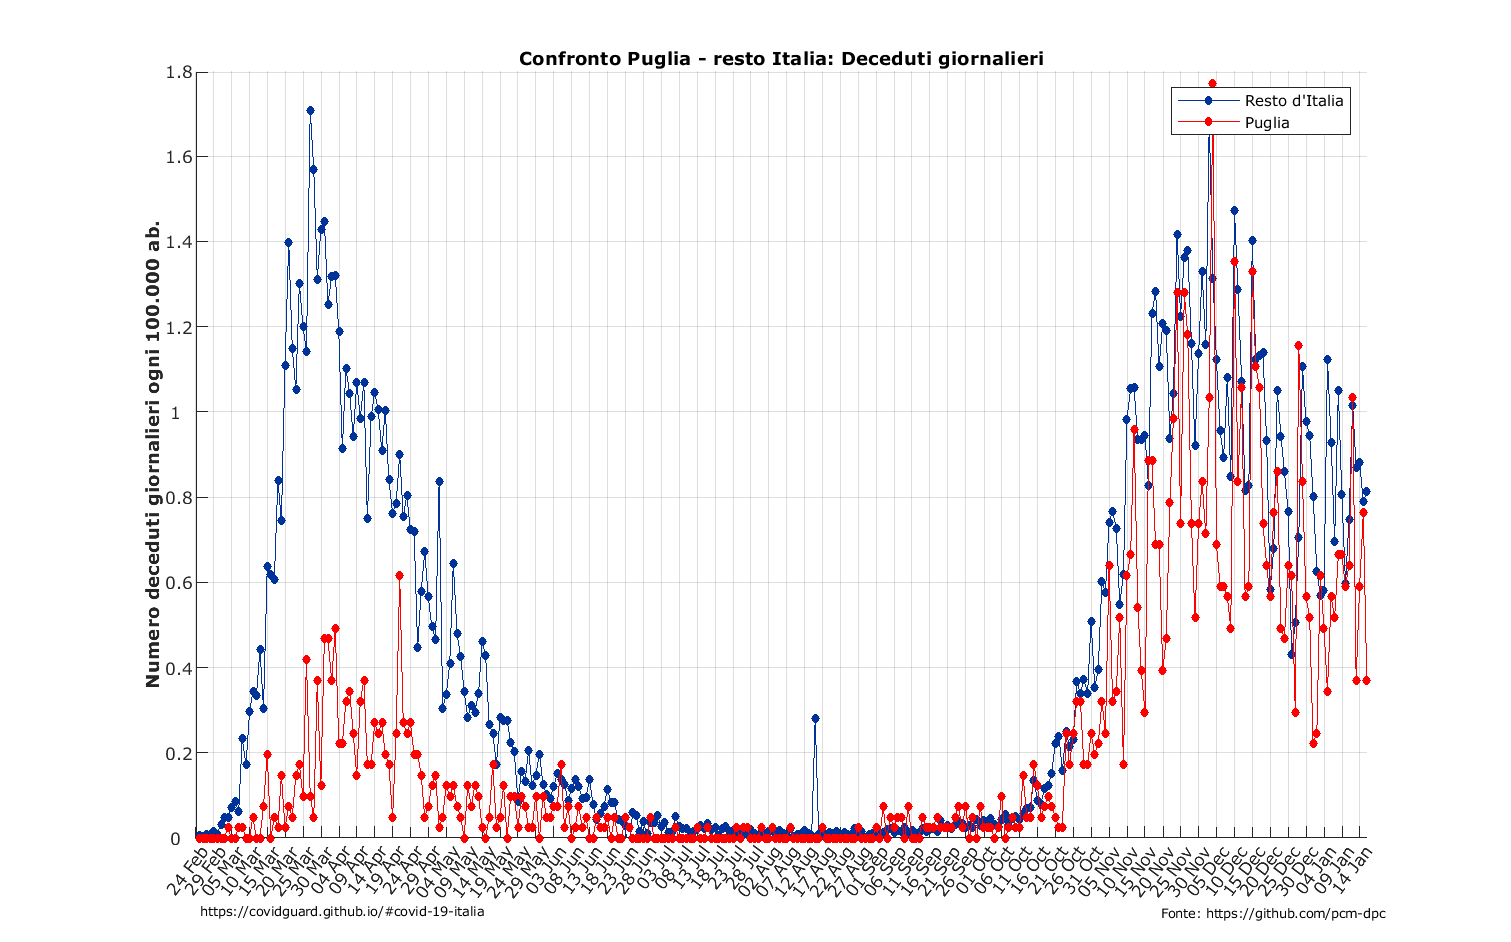 Confronto Puglia - resto Italia: Deceduti giornalieri
Numero deceduti giornalieri ogni 100.000 ab.
1.8
1.6
1.4
1.2
1
0.8
0.6
0.4
0.2
0
Resto d'Italia
Puglia
24 Feb
29 Feb
05 Mar
10 Mar
15 Mar
20 Mar
25 Mar
30 Mar
04 Apr
09 Apr
14 Apr
19 Apr
24 Apr
29 Apr
04 May
09 May
14 May
19 May
24 May
29 May
03 Jun
08 Jun
13 Jun
18 Jun
23 Jun
28 Jun
03 Jul
08 Jul
13 Jul
18 Jul
23 Jul
28 Jul
02 Aug
07 Aug
12 Aug
17 Aug
22 Aug
27 Aug
01 Sep
06 Sep
11 Sep
16 Sep
21 Sep
26 Sep
01 Oct
06 Oct
11 Oct
16 Oct
21 Oct
26 Oct
31 Oct
05 Nov
10 Nov
15 Nov
20 Nov
25 Nov
30 Nov
05 Dec
10 Dec
15 Dec
20 Dec
25 Dec
30 Dec
04 Jan
09 Jan
14 Jan
https://covidguard.github.io/#covid-19-italia
Fonte: https://github.com/pcm-dpc